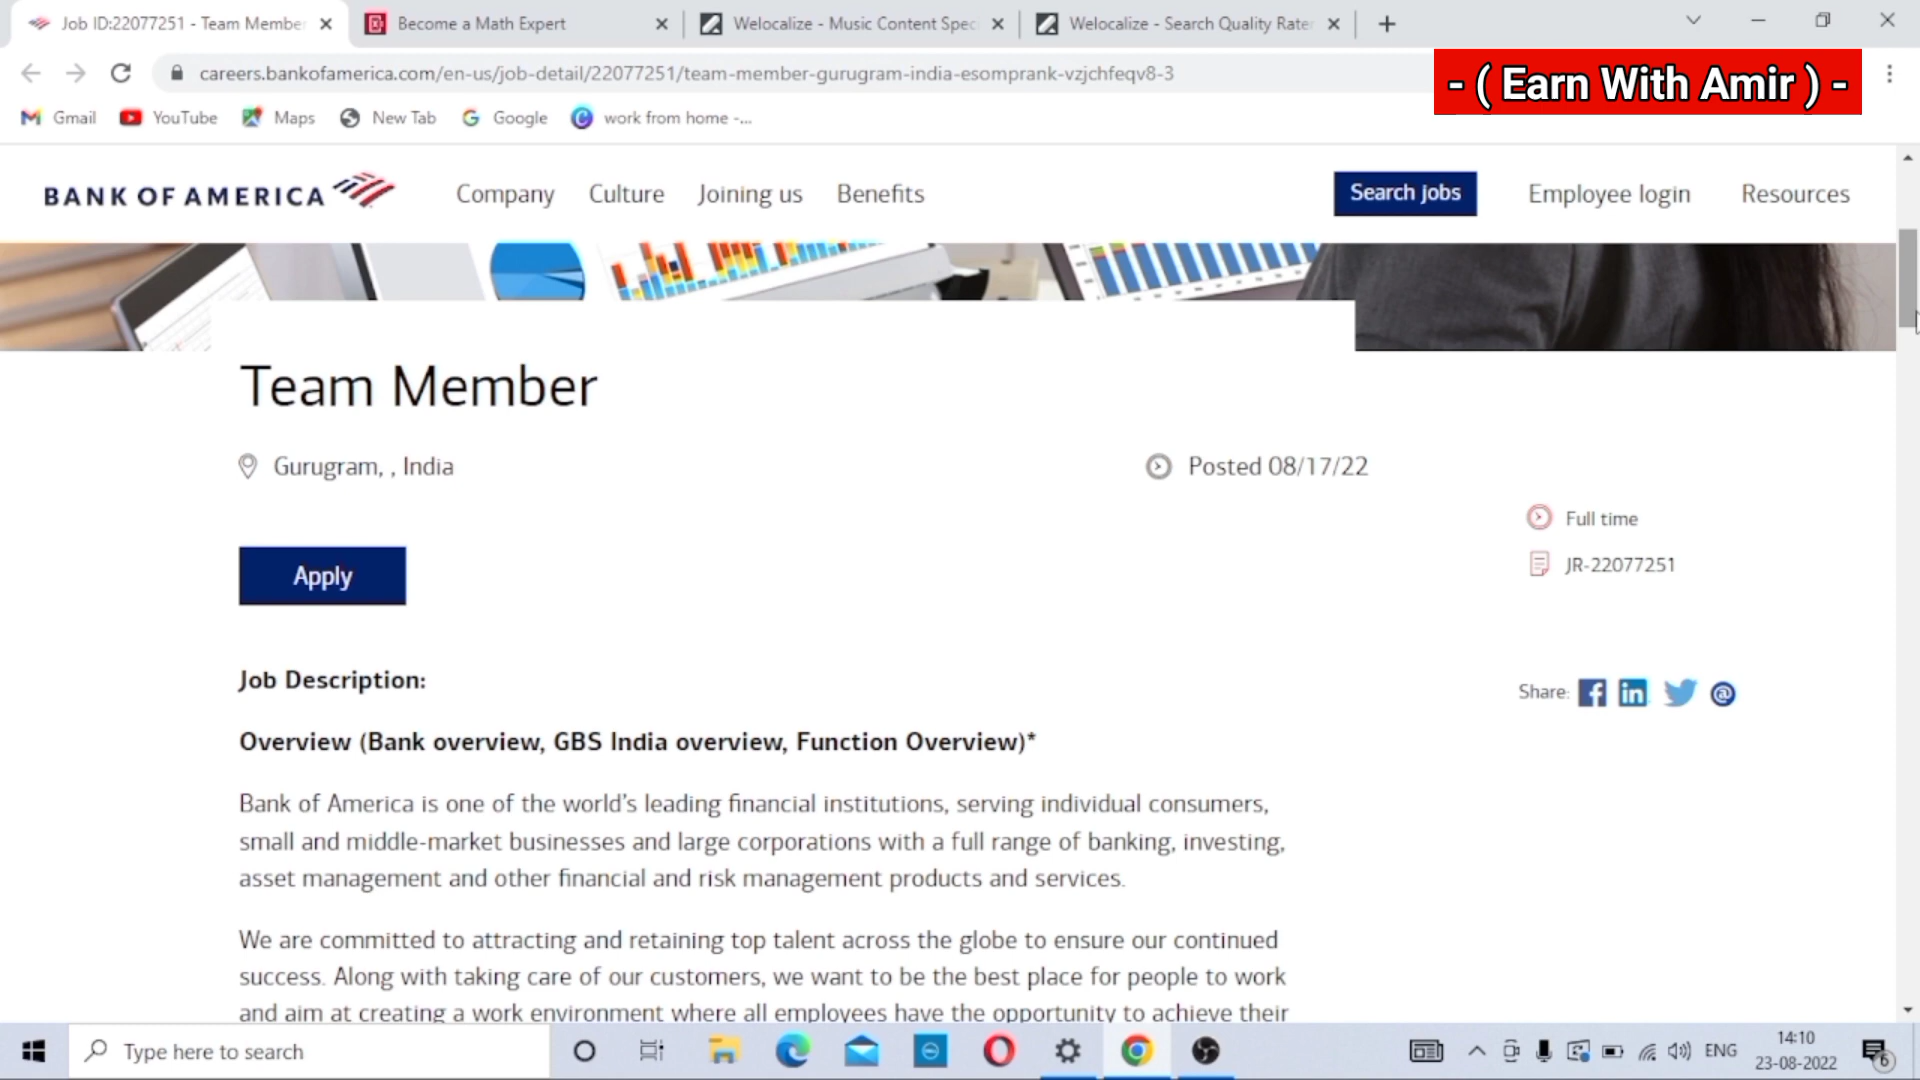 Job ID:22077251 - Team Member
Become a Math Expert
Welocalize - Music Content Spec
Welocalize - Search Quality Rater
careers.bankofamerica.com/en-us/job-detail/22077251/team-member-gurugram-india-esomprank-vzjchfeqv8-3
- ( Earn With Amir ) -
Gmail YouTube Maps New Tab Google work from home -...
BANK OF AMERICA Company Culture Joining us Benefits Search jobs Employee login Resources
Team Member
Gurugram, , India
Posted 08/17/22
Full time
JR-22077251
Apply
Job Description:
Share:
Overview (Bank overview, GBS India overview, Function Overview)*
Bank of America is one of the world's leading financial institutions, serving individual consumers,
small and middle-market businesses and large corporations with a full range of banking, investing,
asset management and other financial and risk management products and services.
We are committed to attracting and retaining top talent across the globe to ensure our continued
success. Along with taking care of our customers, we want to be the best place for people to work
and aim at creating a work environment where all employees have the opportunity to achieve their
Type here to search
ENG
14:10
23-08-2022
6